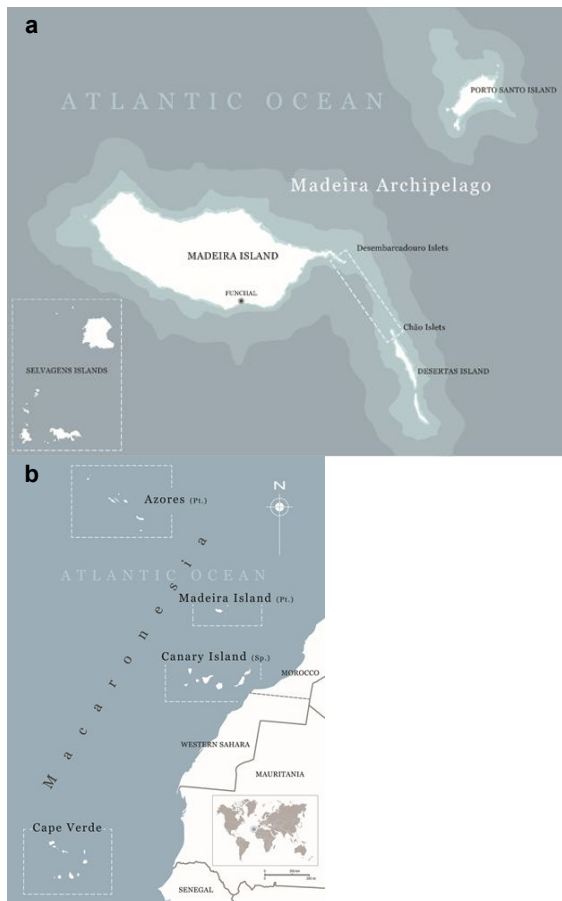 a
ATLANTIC OCEAN
PORTO SANTO ISLAND
Madeira Archipelago
Desembarcadouro Islets
MADEIRA ISLAND
FUNCHAL
Chão Islets
SELVAGENS ISLANDS
DESERTAS ISLAND
b
Azores (Pt.)
N
Macaronesia
ATLANTIC OCEAN
Madeira Island (Pt.)
Canary Island (Sp.)
MOROCCO
WESTERN SAHARA
MAURITANIA
Cape Verde
SENEGAL